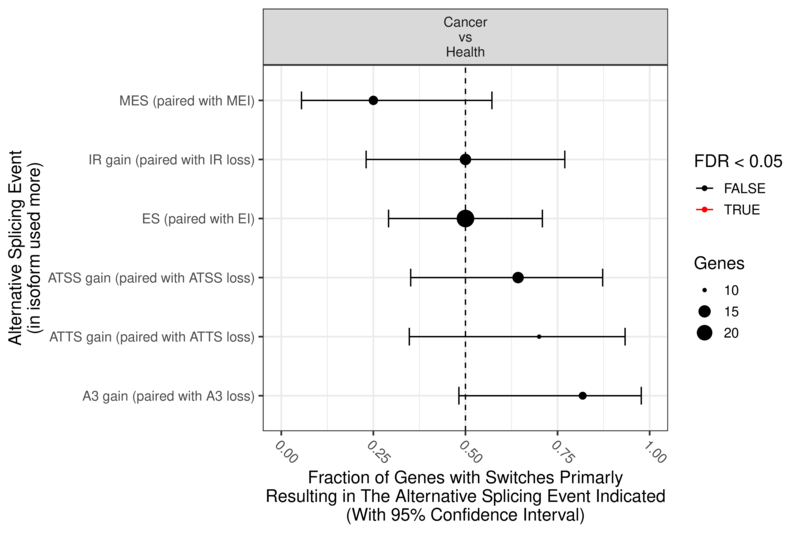 Cancer
vs
Health
Alternative Splicing Event
(in isoform used more)
MES (paired with MEI)
IR gain (paired with IR loss)
ES (paired with EI)
ATSS gain (paired with ATSS loss)
ATTS gain (paired with ATTS loss)
A3 gain (paired with A3 loss)
0.00
0.25
0.50
0.75
1.00
Fraction of Genes with Switches Primarly
Resulting in The Alternative Splicing Event Indicated
(With 95% Confidence Interval)
FDR < 0.05
FALSE
TRUE
Genes
10
15
20